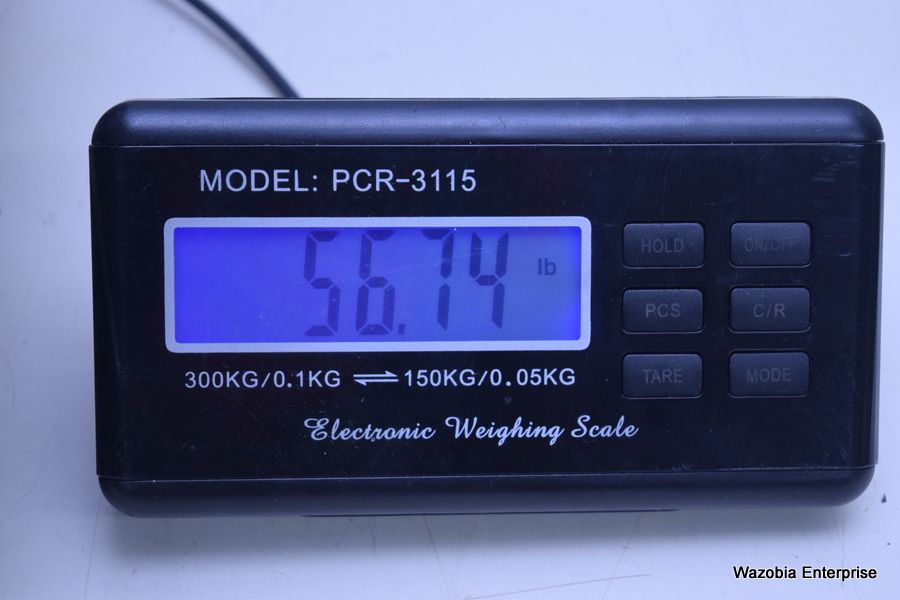 MODEL: PCR-3115
56.74 lb
HOLD ON/OFF
PCS C/R
TARE MODE
300KG/0.1KG ⇌ 150KG/0.05KG
Electronic Weighing Scale
Wazobia Enterprise